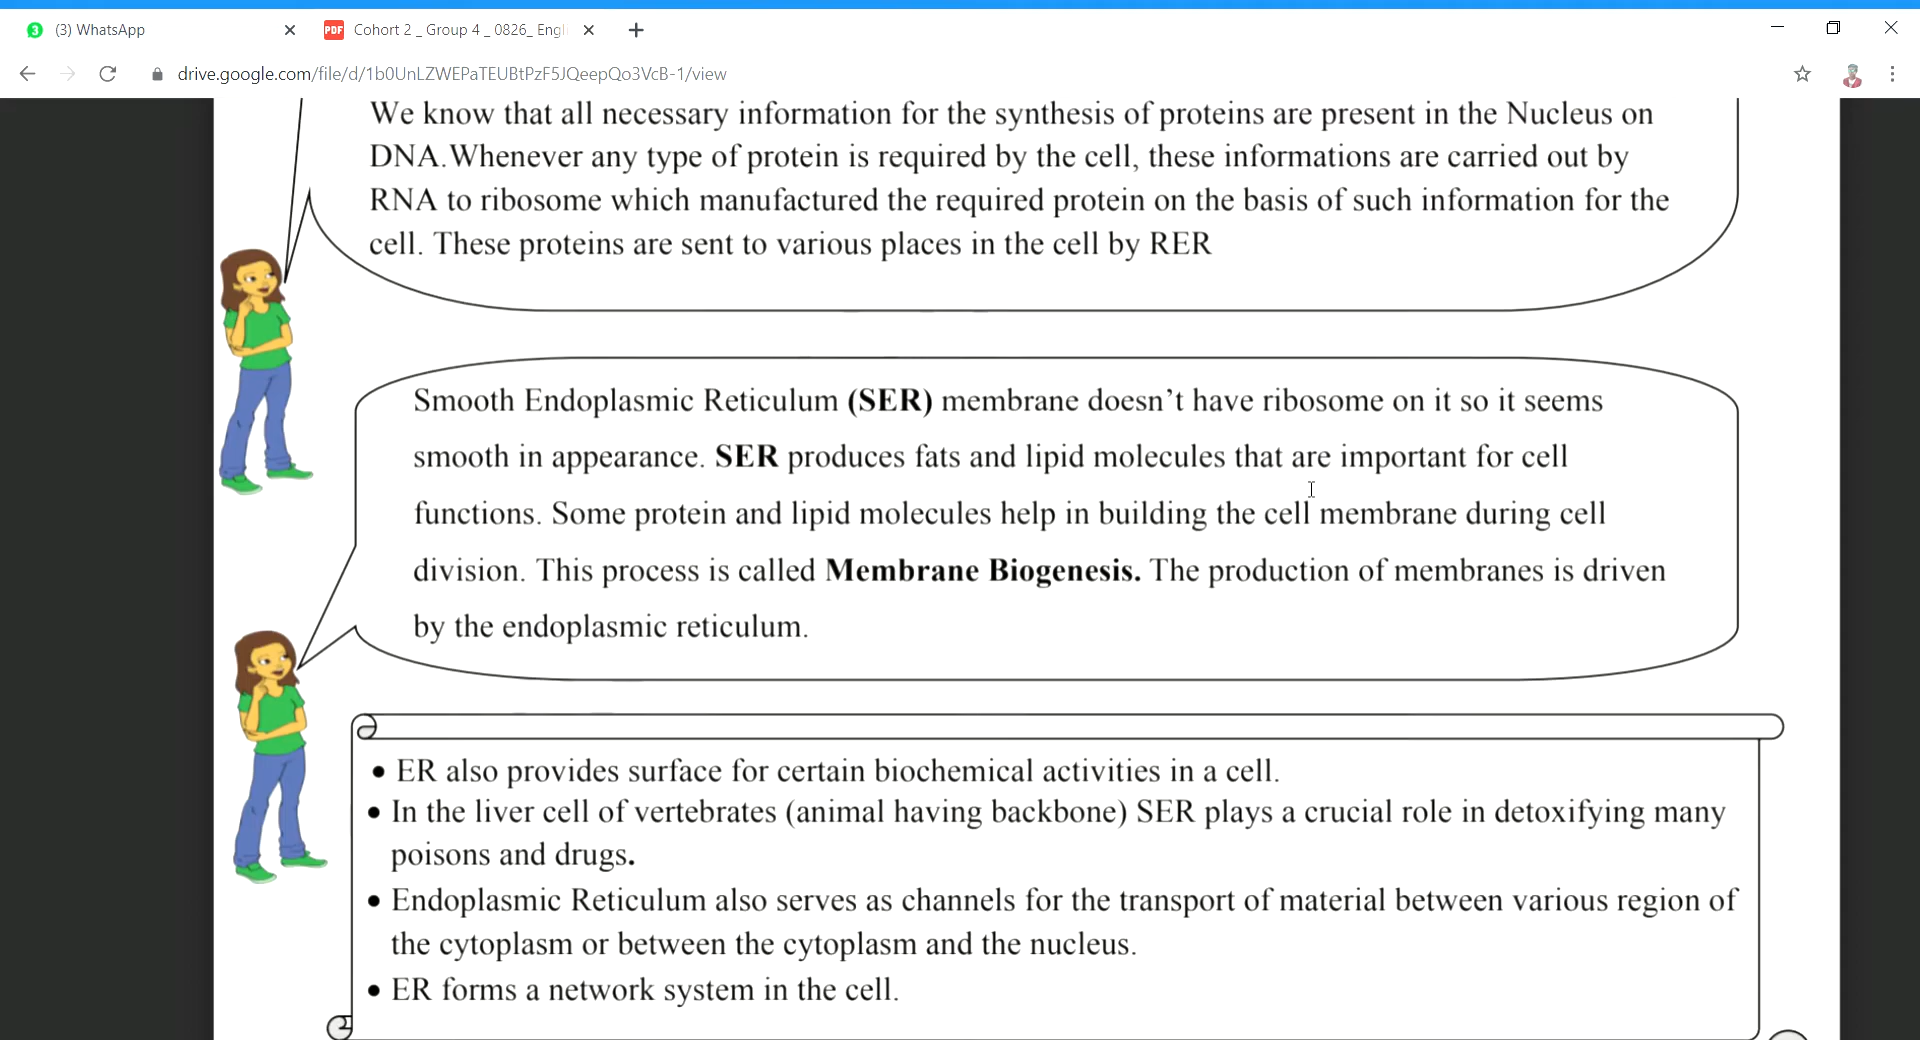 (3) WhatsApp
PDF Cohort 2 _ Group 4 _ 0826_ Engl
drive.google.com/file/d/1b0UnLZWEPaTEUBtPzF5JQeepQo3VcB-1/view
We know that all necessary information for the synthesis of proteins are present in the Nucleus on
DNA.Whenever any type of protein is required by the cell, these informations are carried out by
RNA to ribosome which manufactured the required protein on the basis of such information for the
cell. These proteins are sent to various places in the cell by RER
Smooth Endoplasmic Reticulum (SER) membrane doesn’t have ribosome on it so it seems
smooth in appearance. SER produces fats and lipid molecules that are important for cell
functions. Some protein and lipid molecules help in building the cell membrane during cell
division. This process is called Membrane Biogenesis. The production of membranes is driven
by the endoplasmic reticulum.
• ER also provides surface for certain biochemical activities in a cell.
• In the liver cell of vertebrates (animal having backbone) SER plays a crucial role in detoxifying many
poisons and drugs.
• Endoplasmic Reticulum also serves as channels for the transport of material between various region of
the cytoplasm or between the cytoplasm and the nucleus.
• ER forms a network system in the cell.